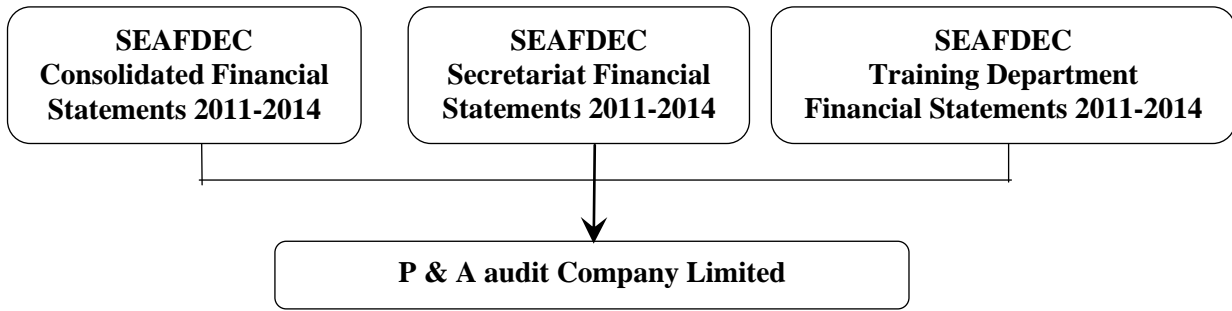 SEAFDEC
Consolidated Financial
Statements 2011-2014
SEAFDEC
Secretariat Financial
Statements 2011-2014
SEAFDEC
Training Department
Financial Statements 2011-2014
P & A audit Company Limited